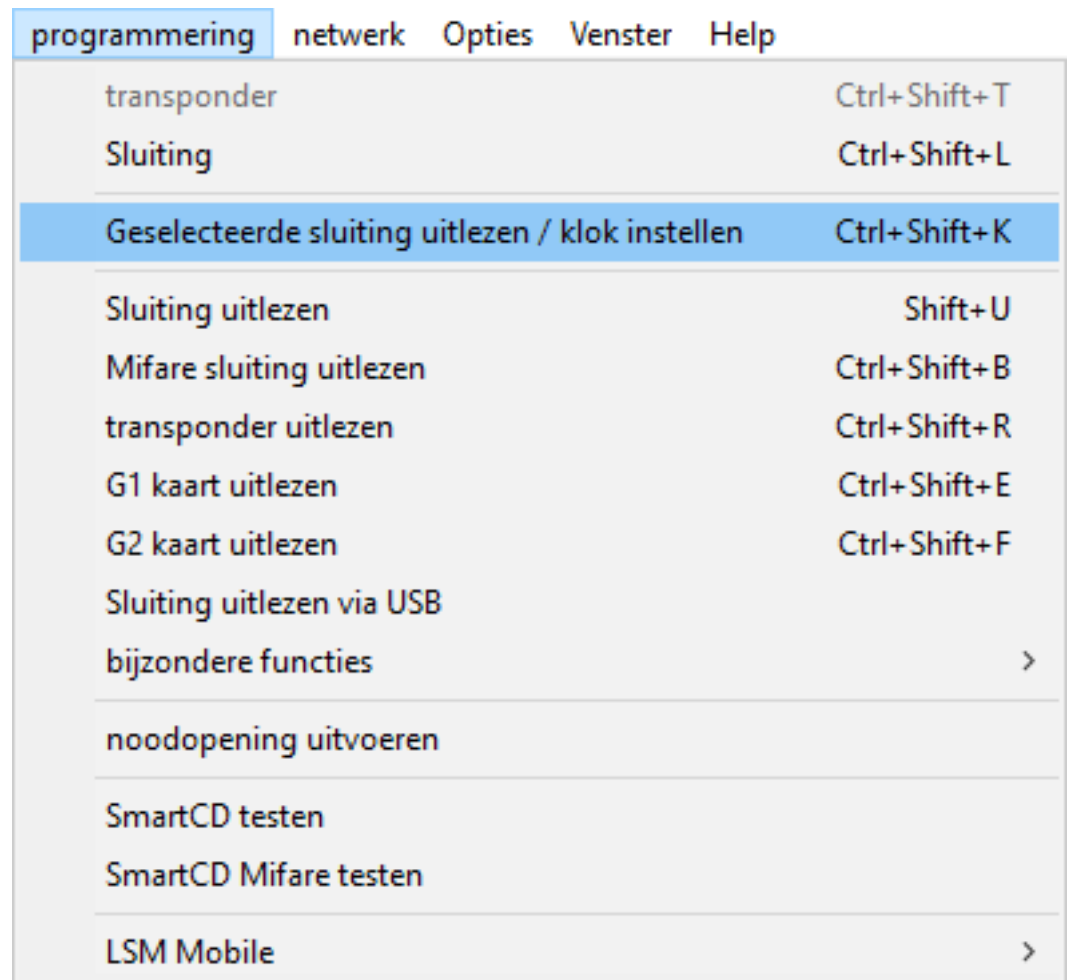 programmering netwerk Opties Venster Help
transponder Ctrl+Shift+T
Sluiting Ctrl+Shift+L
Geselecteerde sluiting uitlezen / klok instellen Ctrl+Shift+K
Sluiting uitlezen Shift+U
Mifare sluiting uitlezen Ctrl+Shift+B
transponder uitlezen Ctrl+Shift+R
G1 kaart uitlezen Ctrl+Shift+E
G2 kaart uitlezen Ctrl+Shift+F
Sluiting uitlezen via USB
bijzondere functies
noodopening uitvoeren
SmartCD testen
SmartCD Mifare testen
LSM Mobile